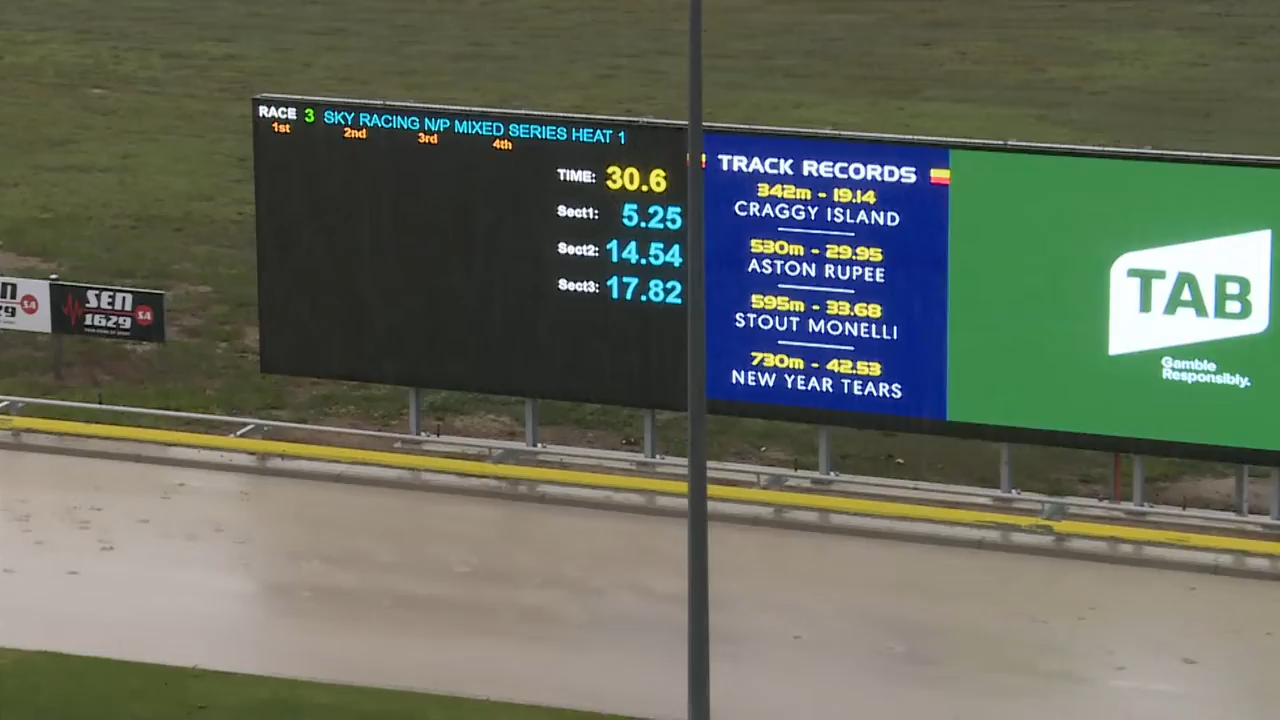 RACE 3 SKY RACING N/P MIXED SERIES HEAT 1
1st 2nd 3rd 4th
TIME: 30.6
Sect1: 5.25
Sect2: 14.54
Sect3: 17.82
TRACK RECORDS
342m - 19.14
CRAGGY ISLAND
530m - 29.95
ASTON RUPEE
595m - 33.68
STOUT MONELLI
730m - 42.53
NEW YEAR TEARS
TAB
Gamble
Responsibly.
SEN
1629
SA
SA